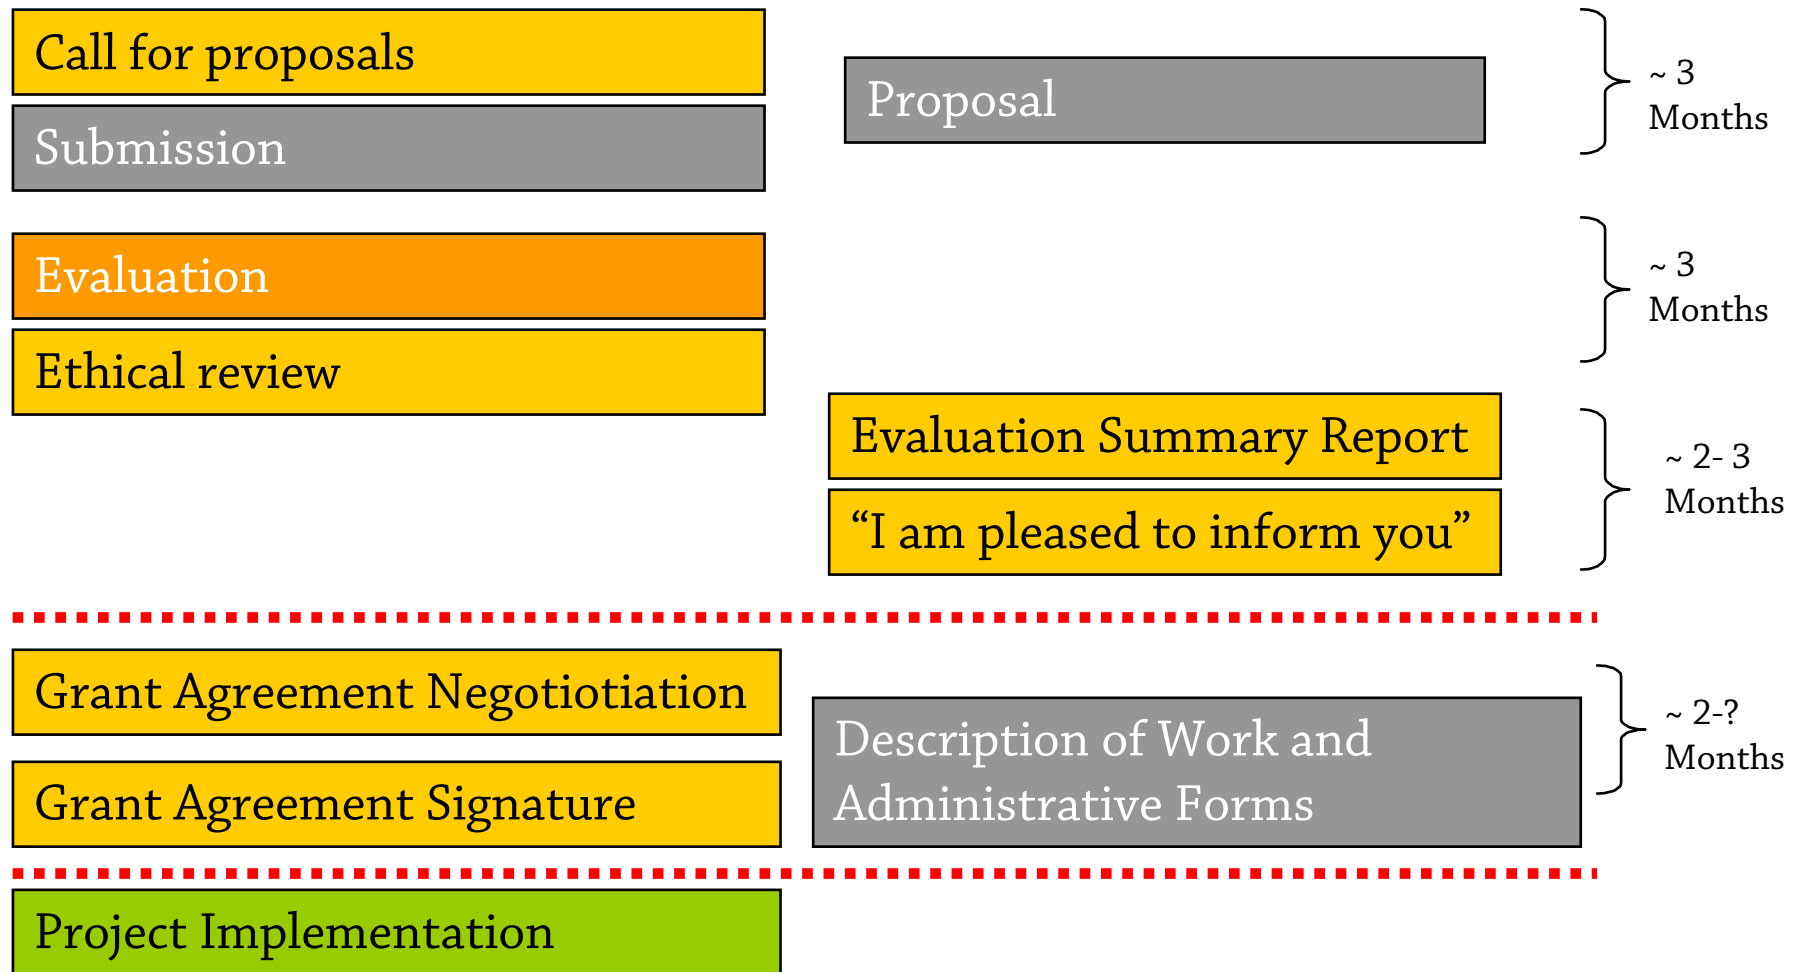 Call for proposals
Submission
Proposal
~ 3
Months
Evaluation
Ethical review
~ 3
Months
Evaluation Summary Report
“I am pleased to inform you”
~ 2- 3
Months
Grant Agreement Negotiotiation
Grant Agreement Signature
Description of Work and
Administrative Forms
~ 2-?
Months
Project Implementation